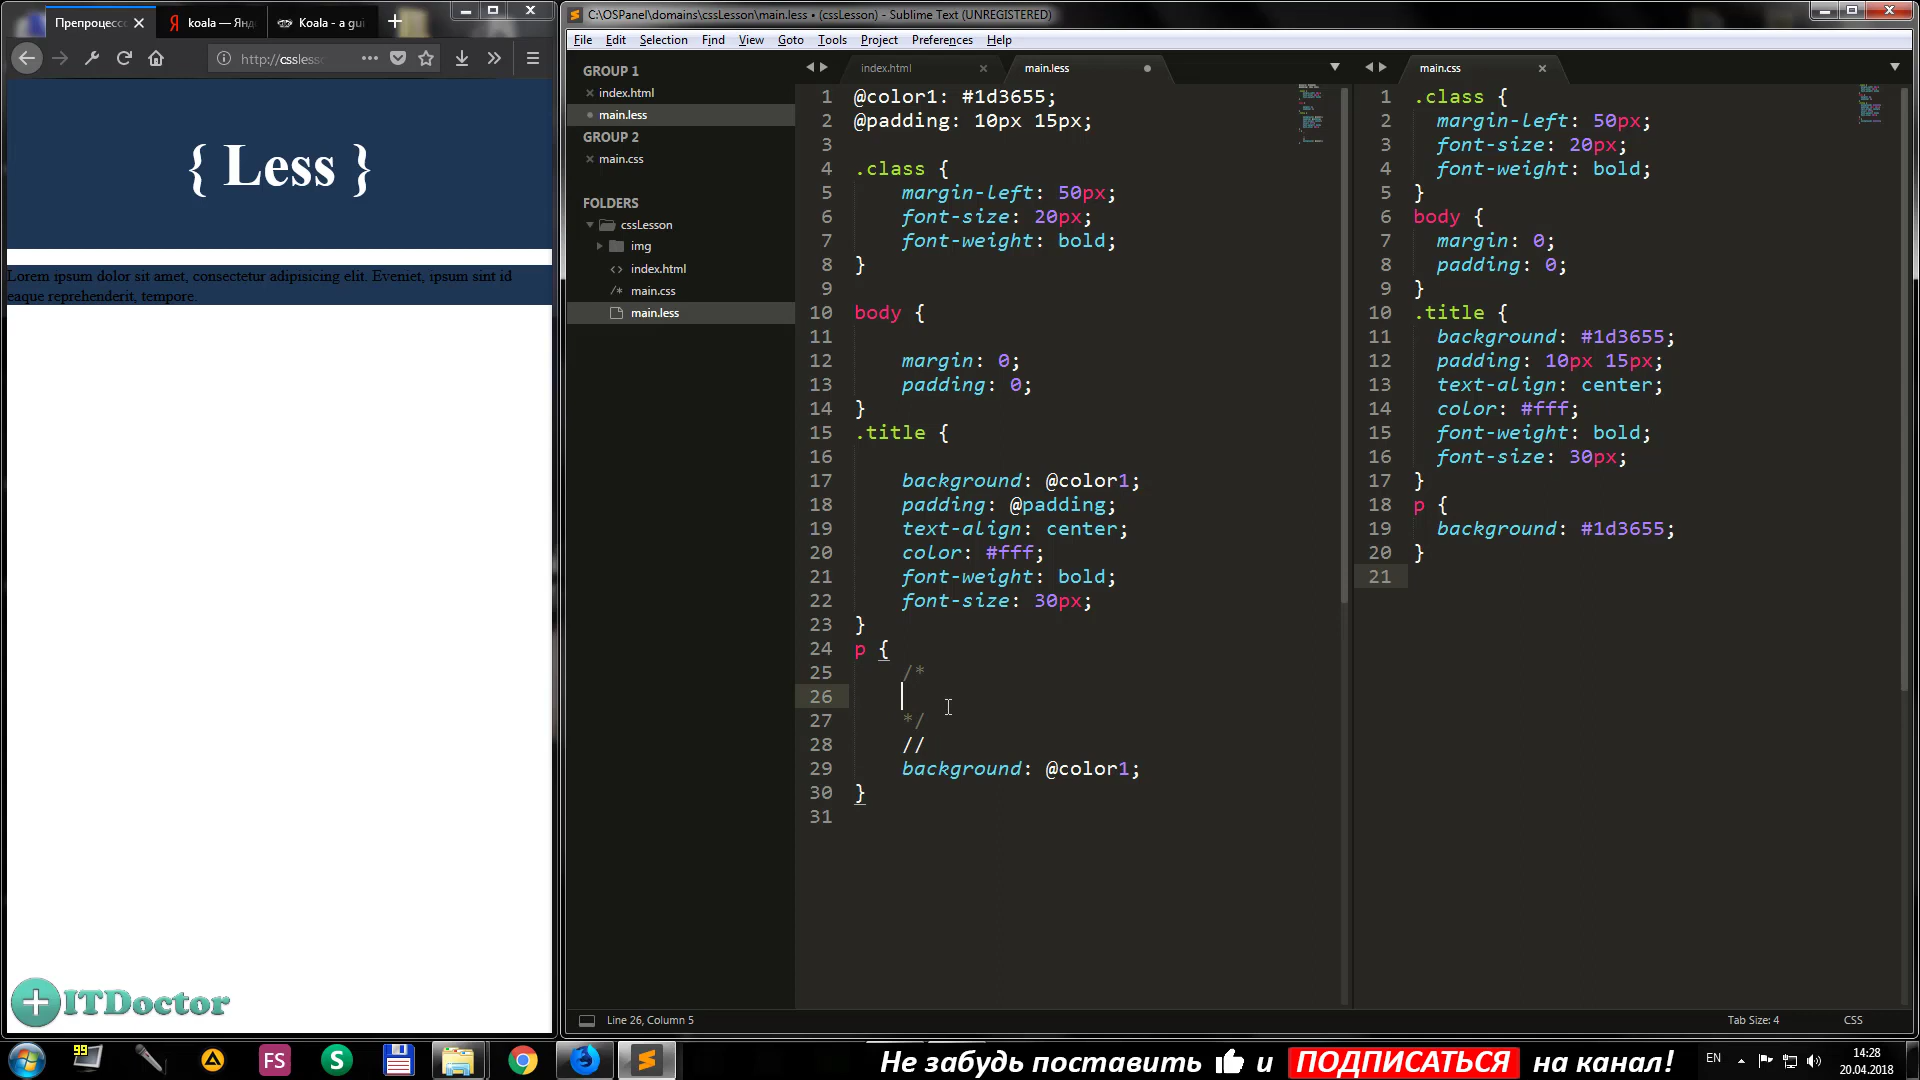 Препроцессо
koala — Янд
Koala - a gui
C:\OSPanel\domains\cssLesson\main.less • (cssLesson) - Sublime Text (UNREGISTERED)
http://csslesso
File Edit Selection Find View Goto Tools Project Preferences Help
GROUP 1
index.html
main.less
GROUP 2
main.css
FOLDERS
cssLesson
img
index.html
main.css
main.less
{ Less }
Lorem ipsum dolor sit amet, consectetur adipisicing elit. Eveniet, ipsum sint id
eaque reprehenderit, tempore.
index.html
main.less
1 @color1: #1d3655;
2 @padding: 10px 15px;
3
4 .class {
5 margin-left: 50px;
6 font-size: 20px;
7 font-weight: bold;
8 }
9
10 body {
11
12 margin: 0;
13 padding: 0;
14 }
15 .title {
16
17 background: @color1;
18 padding: @padding;
19 text-align: center;
20 color: #fff;
21 font-weight: bold;
22 font-size: 30px;
23 }
24 p {
25 /*
26
27 */
28 //
29 background: @color1;
30 }
31
main.css
1 .class {
2 margin-left: 50px;
3 font-size: 20px;
4 font-weight: bold;
5 }
6 body {
7 margin: 0;
8 padding: 0;
9 }
10 .title {
11 background: #1d3655;
12 padding: 10px 15px;
13 text-align: center;
14 color: #fff;
15 font-weight: bold;
16 font-size: 30px;
17 }
18 p {
19 background: #1d3655;
20 }
21
Line 26, Column 5
Tab Size: 4
CSS
ITDoctor
99
FS
S
Не забудь поставить и ПОДПИСАТЬСЯ на канал!
EN
14:28
20.04.2018